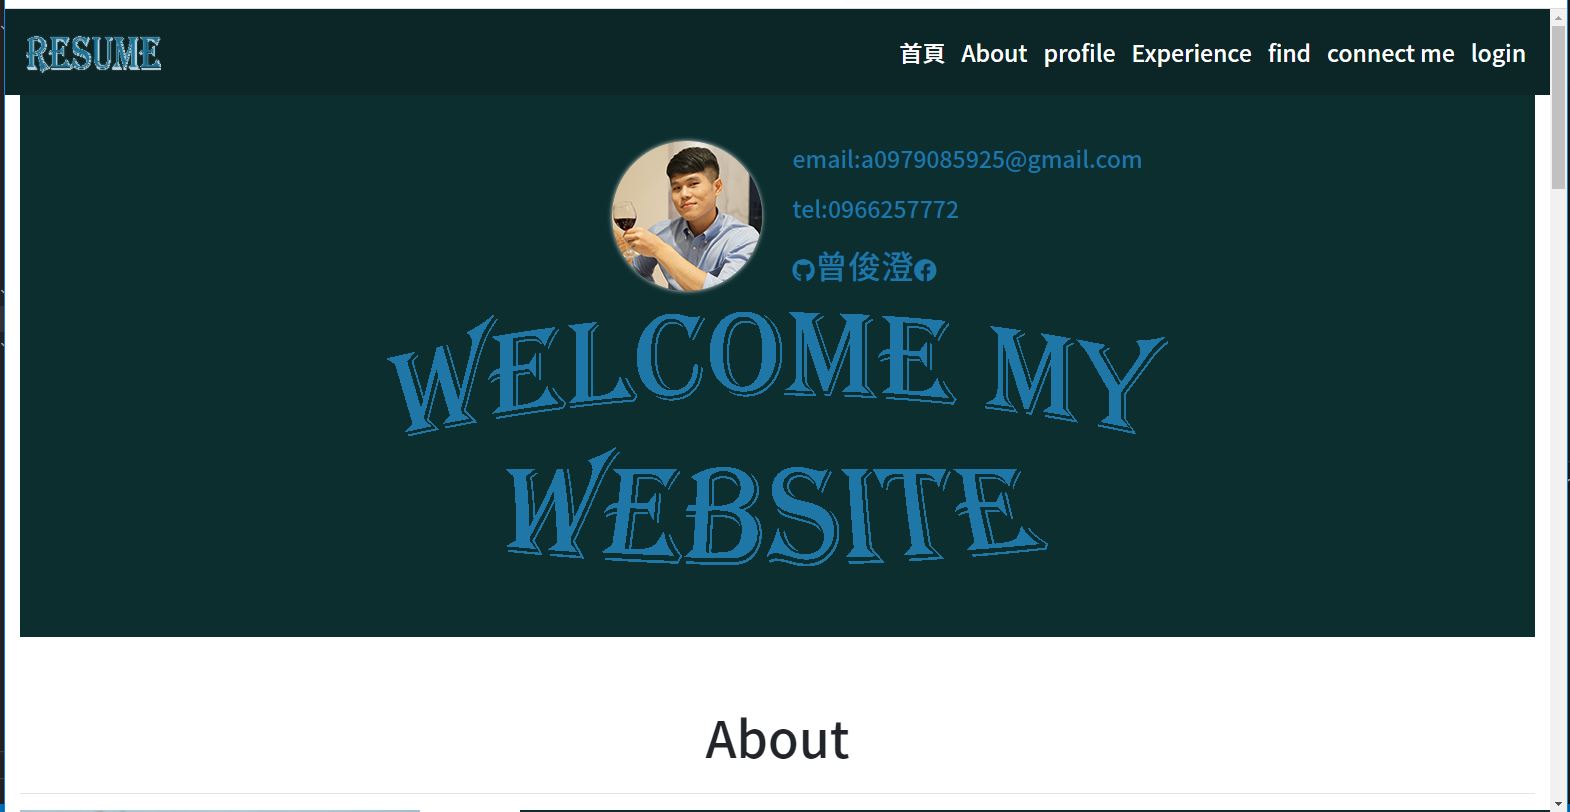 RESUME
首頁 About profile Experience find connect me login
email:a0979085925@gmail.com
tel:0966257772
曾俊澄
WELCOME MY
WEBSITE
About